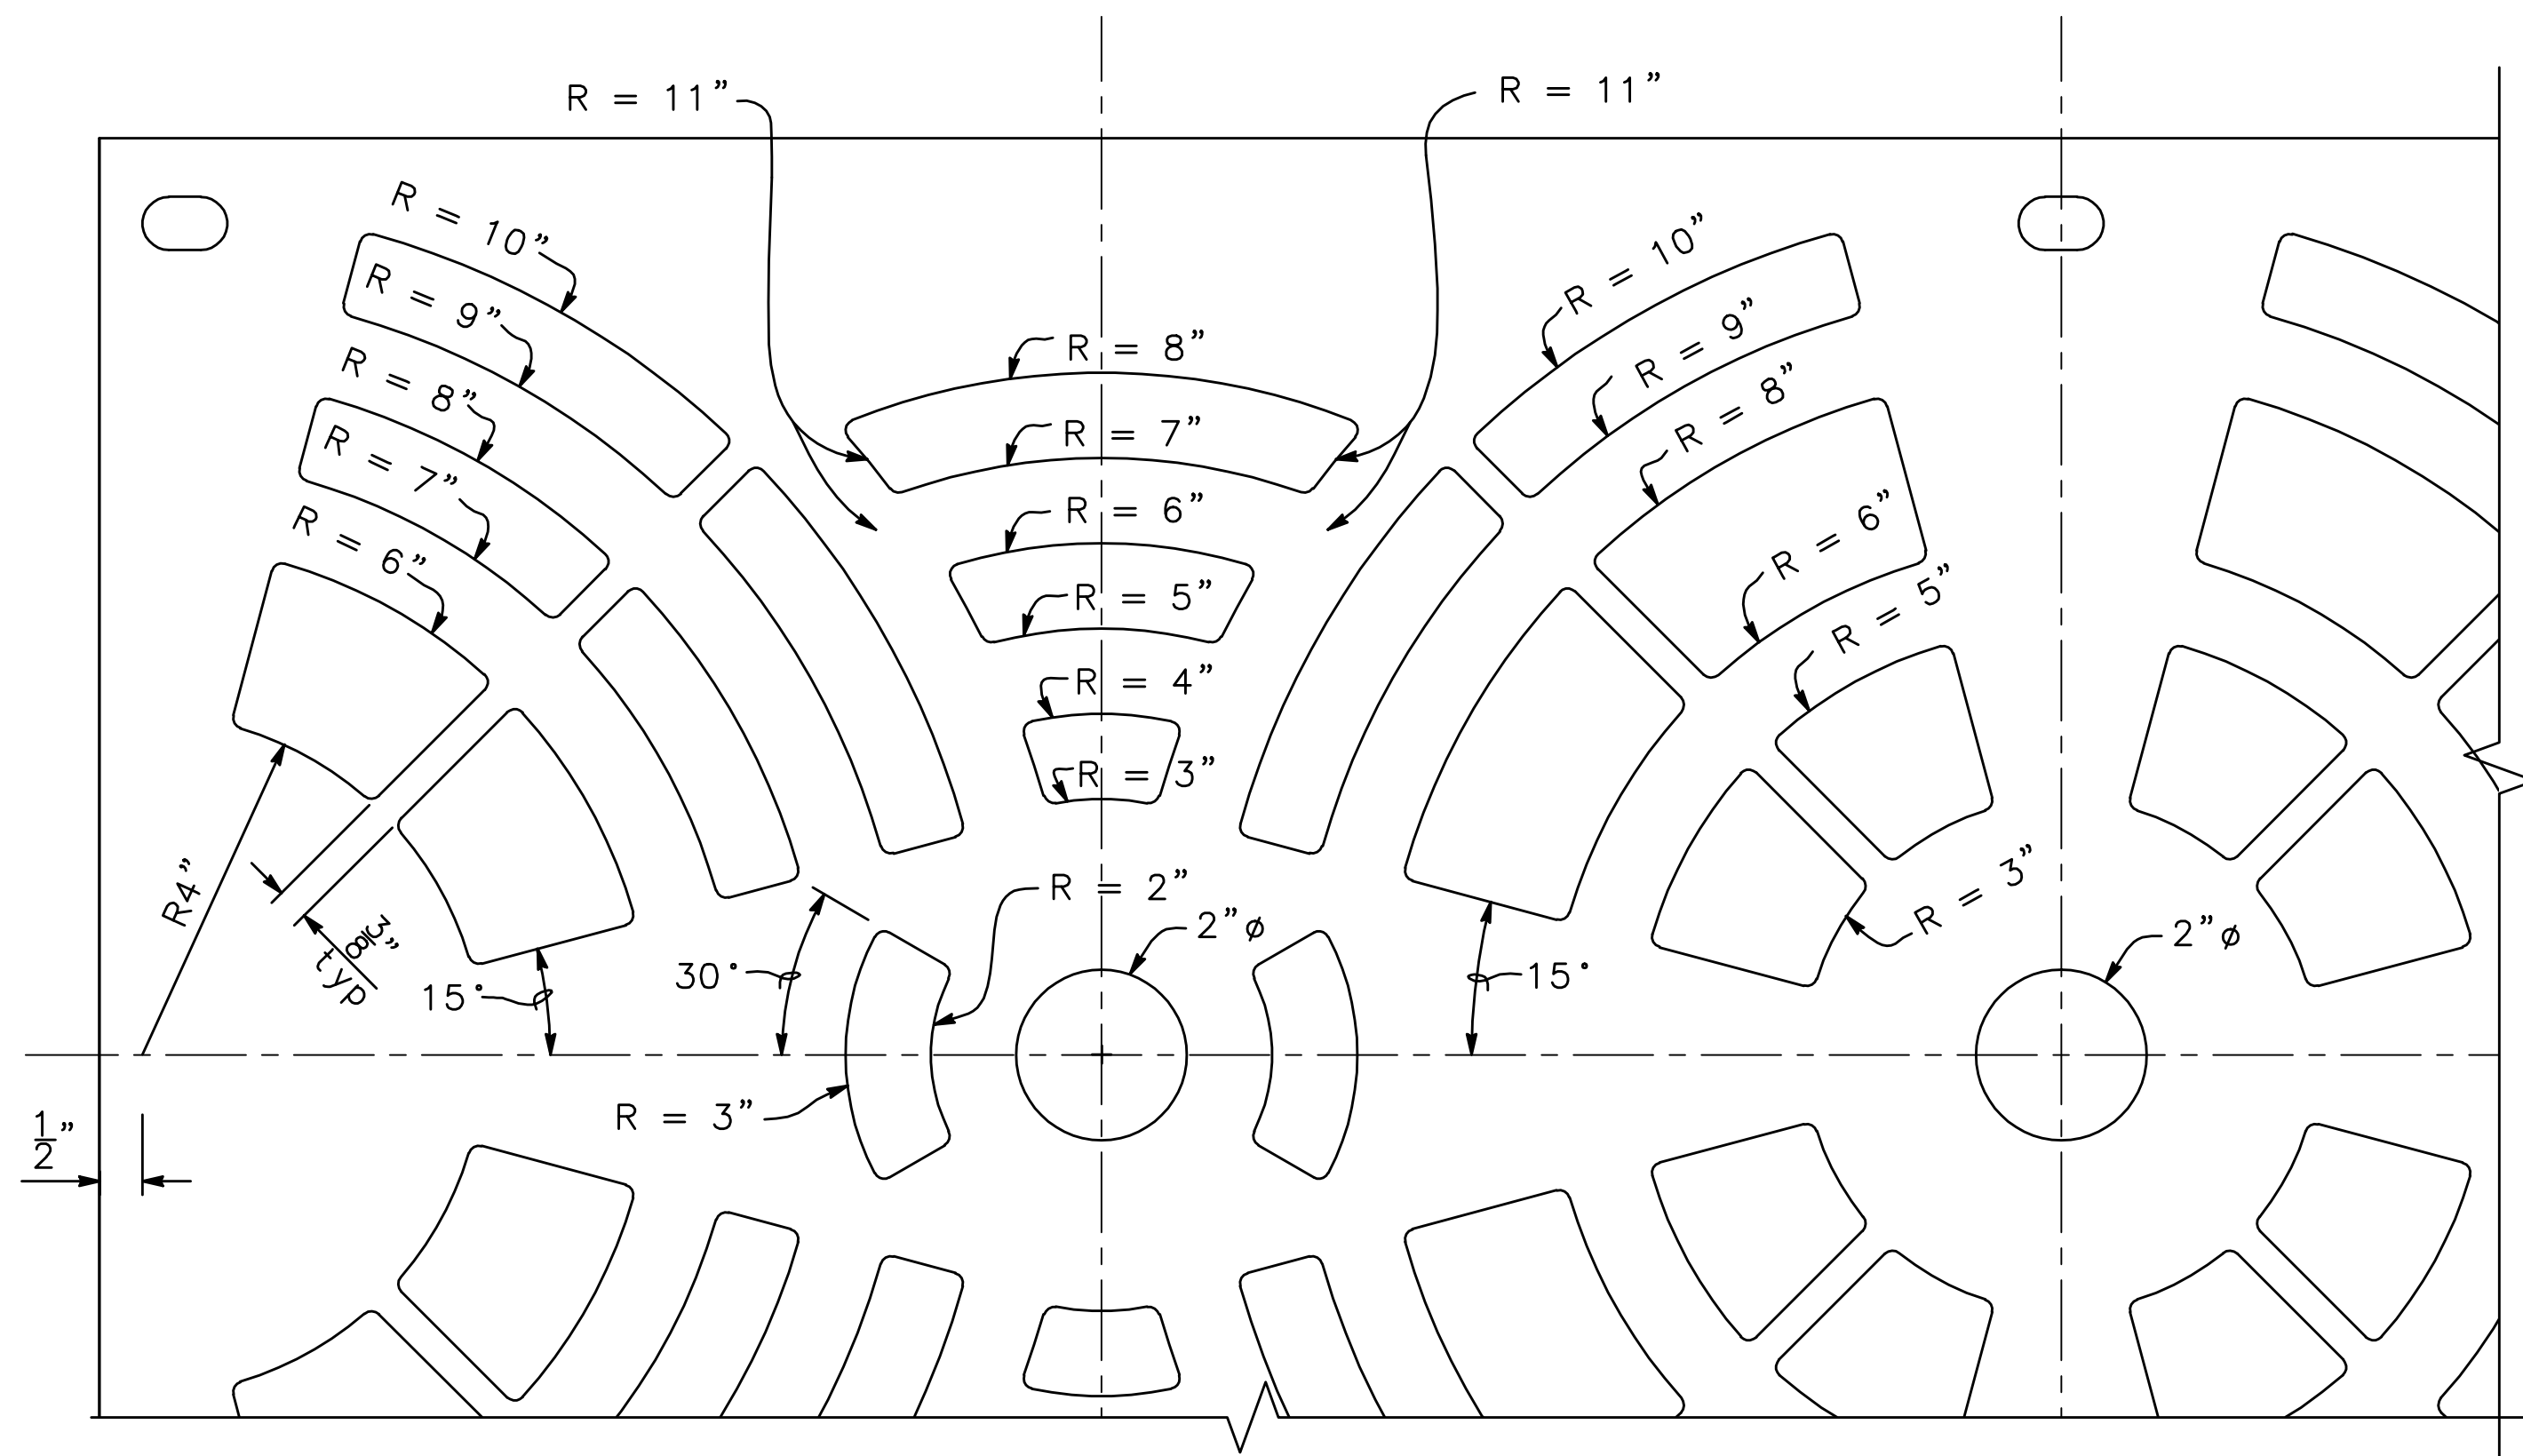 R = 11”
R = 11”
R = 10”
R = 9”
R = 8”
R = 7”
R = 6”
R = 8”
R = 7”
R = 6”
R = 5”
R = 4”
R = 3”
R = 10”
R = 9”
R = 8”
R = 6”
R = 5”
R = 3”
R4”
3/8”
typ
15°
30°
R = 2”
2”ø
15°
2”ø
R = 3”
1/2”